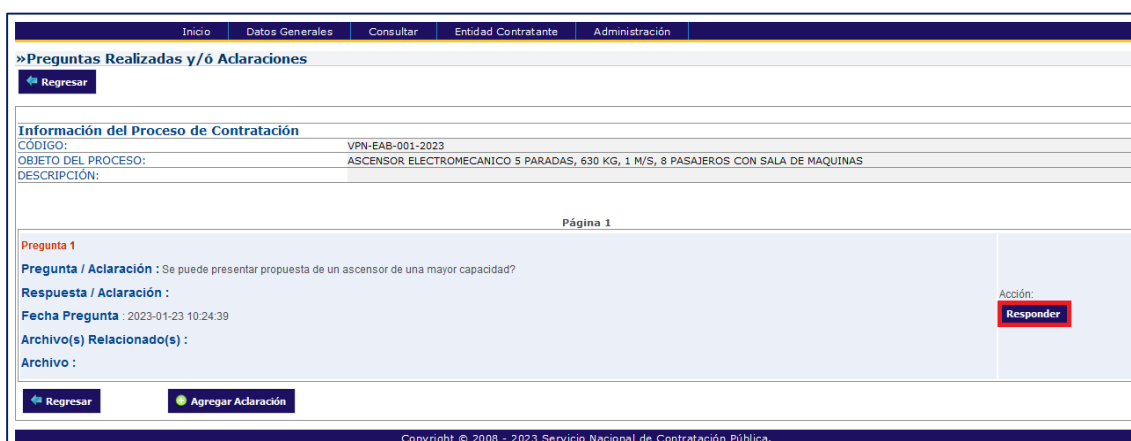 Inicio Datos Generales Consultar Entidad Contratante Administración
»Preguntas Realizadas y/ó Aclaraciones
Regresar
Información del Proceso de Contratación
CÓDIGO: VPN-EAB-001-2023
OBJETO DEL PROCESO: ASCENSOR ELECTROMECANICO 5 PARADAS, 630 KG, 1 M/S, 8 PASAJEROS CON SALA DE MAQUINAS
DESCRIPCIÓN:
Página 1
Pregunta 1
Pregunta / Aclaración : Se puede presentar propuesta de un ascensor de una mayor capacidad?
Respuesta / Aclaración :
Acción:
Fecha Pregunta : 2023-01-23 10:24:39
Responder
Archivo(s) Relacionado(s) :
Archivo :
Regresar Agregar Aclaración
Copyright © 2008 - 2023 Servicio Nacional de Contratación Pública.